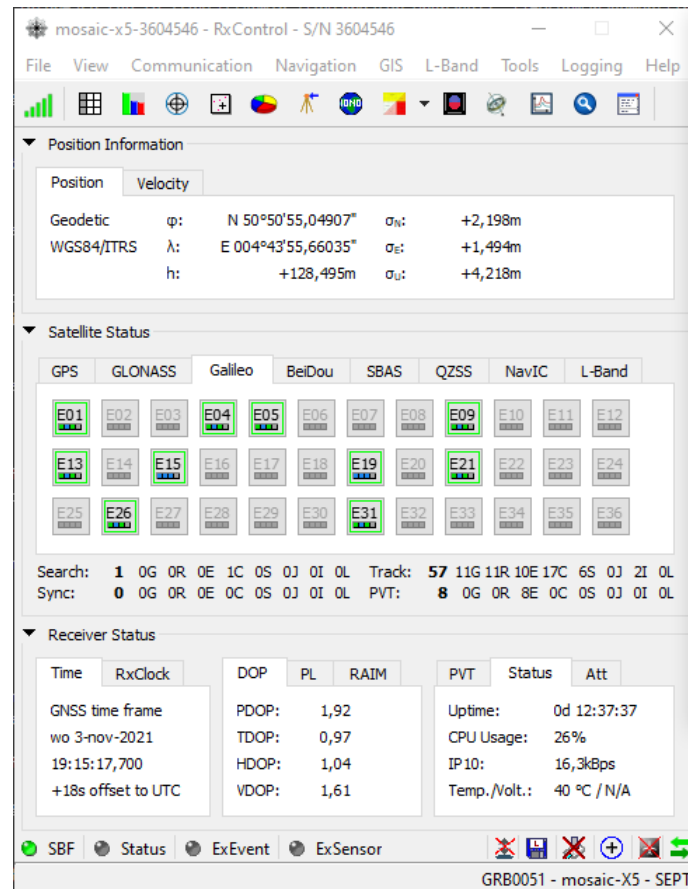 mosaic-x5-3604546 - RxControl - S/N 3604546
File View Communication Navigation GIS L-Band Tools Logging Help
IONO
Position Information
Position Velocity
Geodetic φ: N 50°50'55,04907" σN: +2,198m
WGS84/ITRS λ: E 004°43'55,66035" σE: +1,494m
h: +128,495m σU: +4,218m
Satellite Status
GPS GLONASS Galileo BeiDou SBAS QZSS NavIC L-Band
E01 E02 E03 E04 E05 E06 E07 E08 E09 E10 E11 E12
E13 E14 E15 E16 E17 E18 E19 E20 E21 E22 E23 E24
E25 E26 E27 E28 E29 E30 E31 E32 E33 E34 E35 E36
Search: 1 0G 0R 0E 1C 0S 0J 0I 0L Track: 57 11G 11R 10E 17C 6S 0J 2I 0L
Sync: 0 0G 0R 0E 0C 0S 0J 0I 0L PVT: 8 0G 0R 8E 0C 0S 0J 0I 0L
Receiver Status
Time RxClock DOP PL RAIM PVT Status Att
GNSS time frame PDOP: 1,92 Uptime: 0d 12:37:37
wo 3-nov-2021 TDOP: 0,97 CPU Usage: 26%
19:15:17,700 HDOP: 1,04 IP10: 16,3kBps
+18s offset to UTC VDOP: 1,61 Temp./Volt.: 40 °C / N/A
SBF Status ExEvent ExSensor
GRB0051 - mosaic-X5 - SEPT